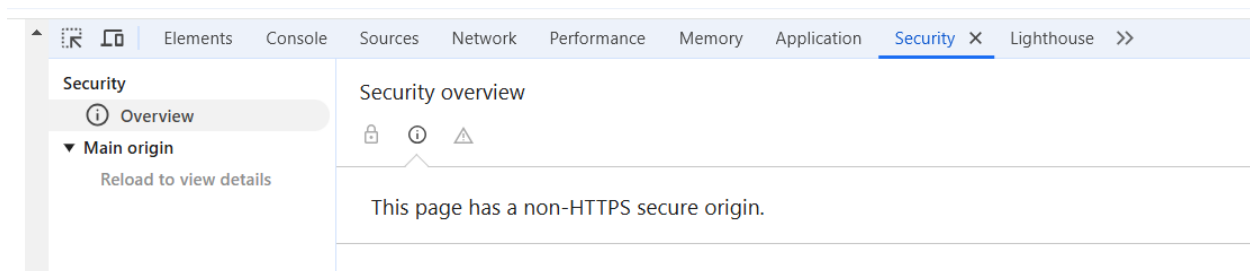 Elements Console Sources Network Performance Memory Application Security Lighthouse
Security
Overview
Main origin
Reload to view details
Security overview
This page has a non-HTTPS secure origin.